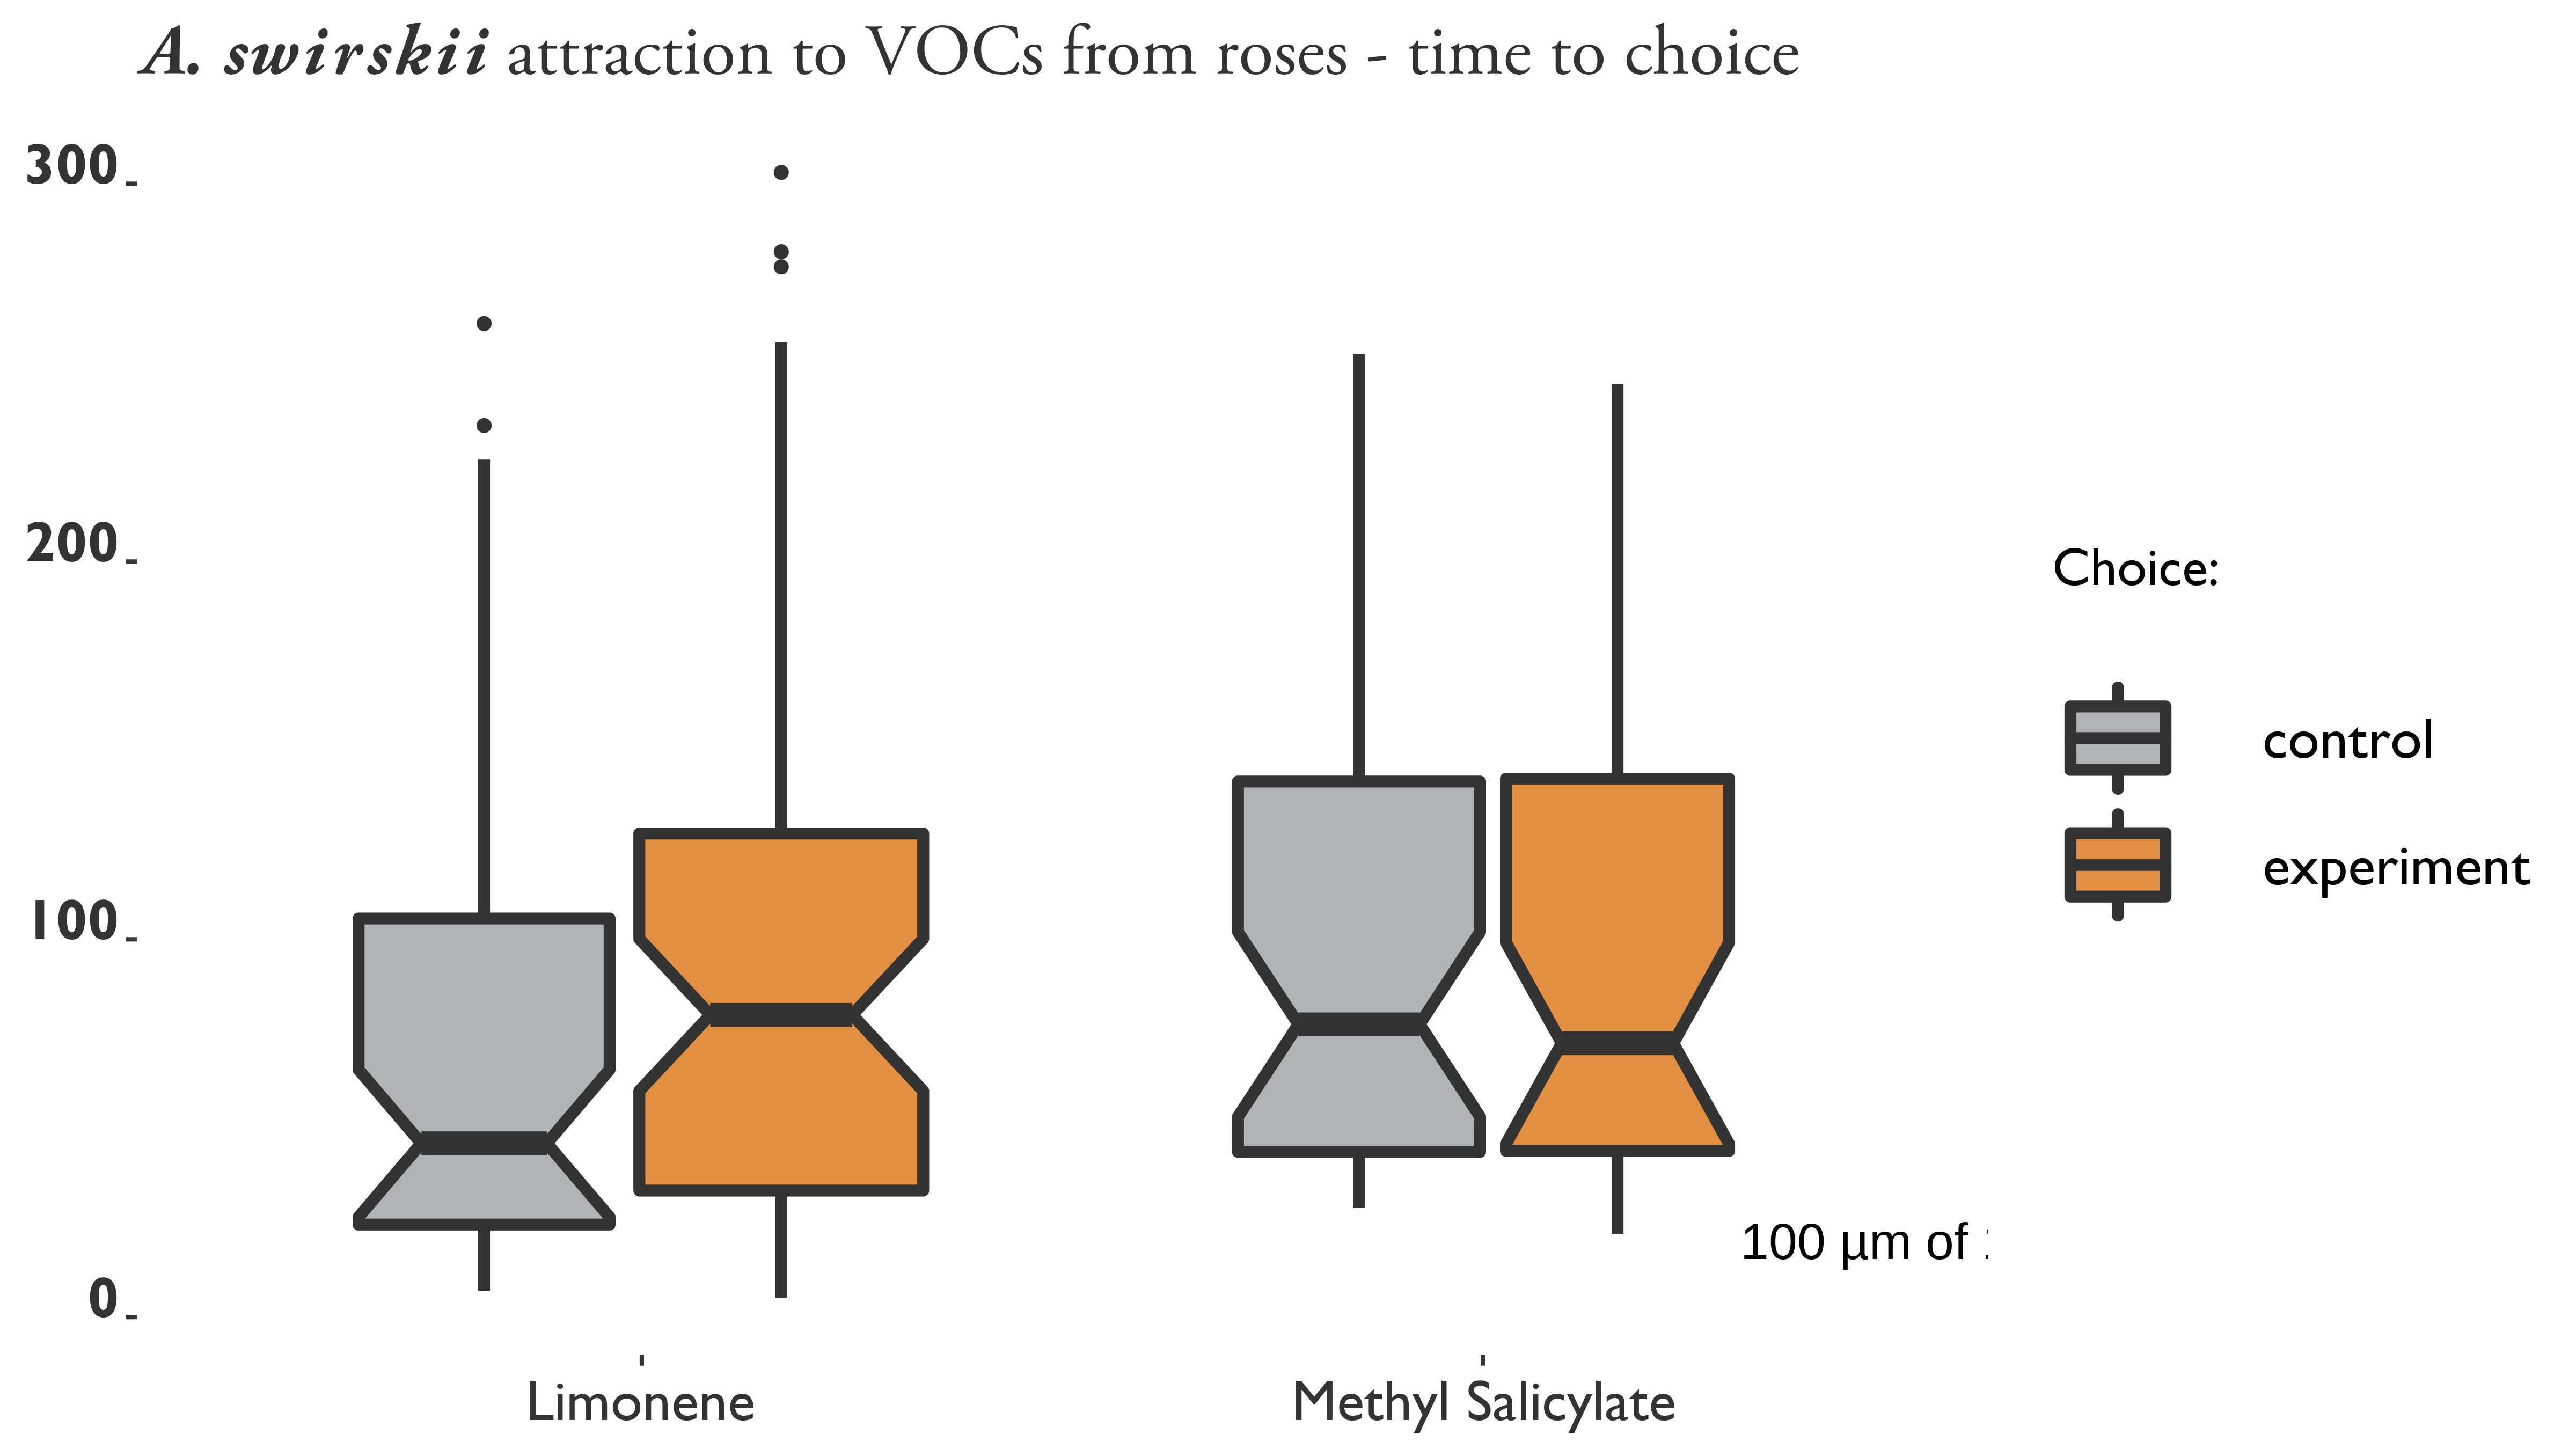 A. swirskii attraction to VOCs from roses - time to choice
300
200
100
0
Choice:
control
experiment
100 µm of
Limonene
Methyl Salicylate